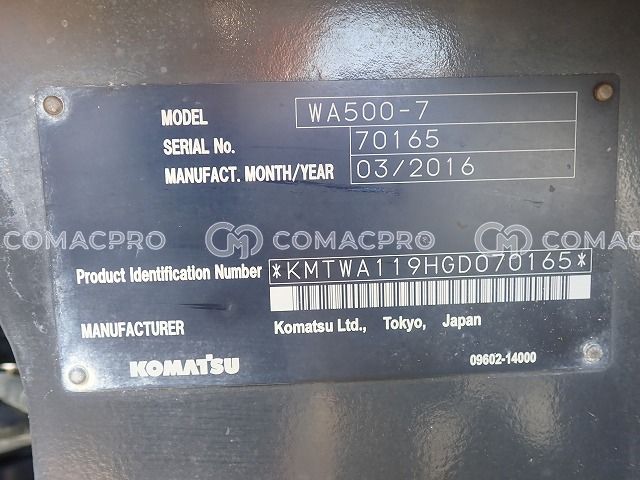 MODEL WA500-7
SERIAL No. 70165
MANUFACT. MONTH/YEAR 03/2016
COMACPRO COMACPRO COMACPRO
Product Identification Number *KMTWA119HGD070165*
MANUFACTURER Komatsu Ltd., Tokyo, Japan
KOMATSU 09602-14000